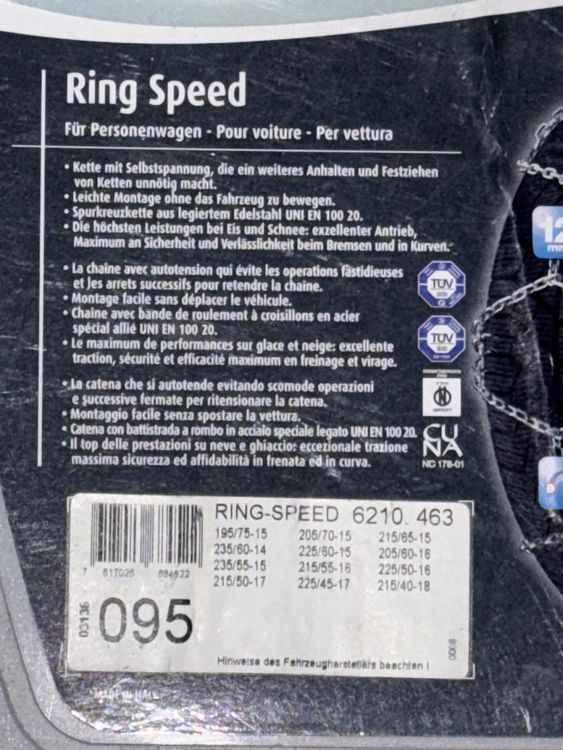 Ring Speed
Für Personenwagen - Pour voiture - Per vettura
• Kette mit Selbstspannung, die ein weiteres Anhalten und Festziehen
von Ketten unnötig macht.
• Leichte Montage ohne das Fahrzeug zu bewegen.
• Spurkreuzkette aus legiertem Edelstahl UNI EN 100 20.
• Die höchsten Leistungen bei Eis und Schnee: exzellenter Antrieb,
Maximum an Sicherheit und Verlässlichkeit beim Bremsen und in Kurven.
12
mm
• La chaîne avec autotension qui évite les operations fastidieuses
et les arrets successifs pour retendre la chaîne.
• Montage facile sans déplacer le véhicule.
• Chaîne avec bande de roulement à croisillons en acier
spécial allié UNI EN 100 20.
• Le maximum de performances sur glace et neige: excellente
traction, sécurité et efficacité maximum en freinage et virage.
TÜV
TÜV
• La catena che si autotende evitando scomode operazioni
e successive fermate per ritensionare la catena.
• Montaggio facile senza spostare la vettura.
• Catena con battistrada a rombo in acciaio speciale legato UNI EN 100 20.
• Il top delle prestazioni su neve e ghiaccio: eccezionale trazione
massima sicurezza ed affidabilità in frenata ed in curva.
CU
NA
NC 178-01
RING-SPEED 6210. 463
195/75-15 205/70-15 215/65-15
235/60-14 225/60-15 205/60-16
235/55-15 215/55-16 225/50-16
215/50-17 225/45-17 215/40-18
03136
095
Hinweise des Fahrzeugherstellers beachten !
MADE IN ITALY